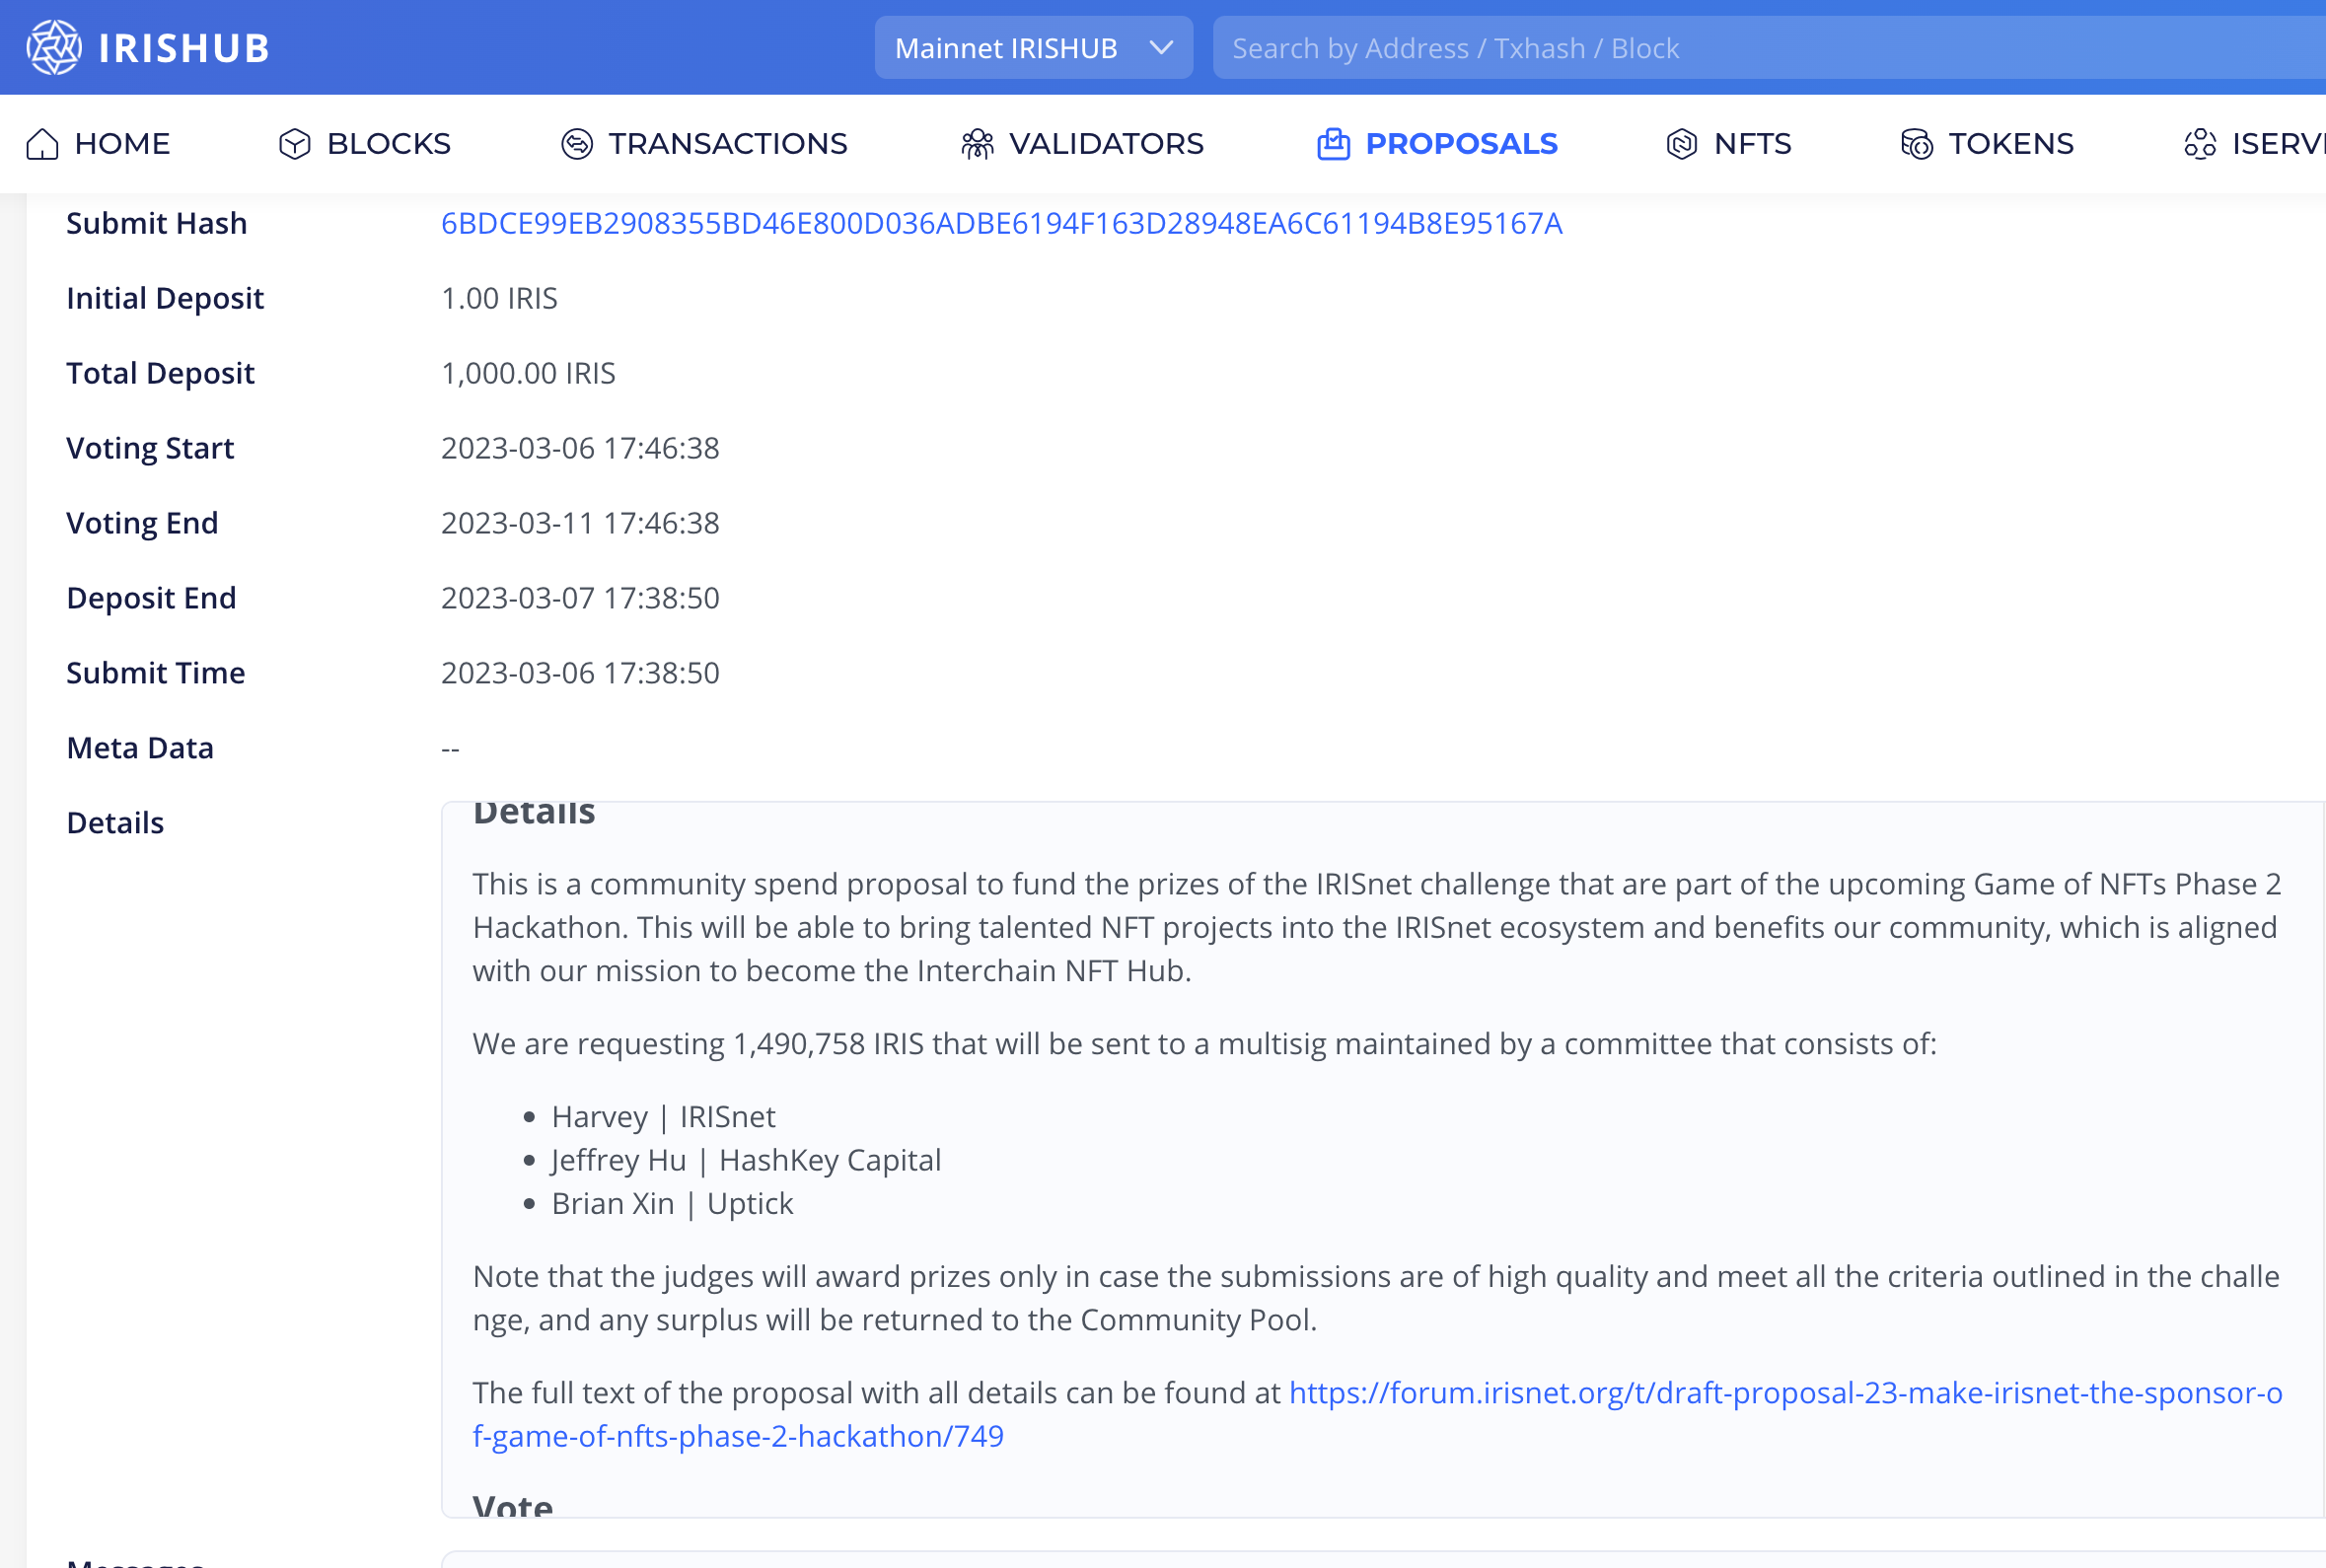 IRISHUB
Mainnet IRISHUB
Search by Address / Txhash / Block
HOME
BLOCKS
TRANSACTIONS
VALIDATORS
PROPOSALS
NFTS
TOKENS
ISERV
Submit Hash 6BDCE99EB2908355BD46E800D036ADBE6194F163D28948EA6C61194B8E95167A
Initial Deposit 1.00 IRIS
Total Deposit 1,000.00 IRIS
Voting Start 2023-03-06 17:46:38
Voting End 2023-03-11 17:46:38
Deposit End 2023-03-07 17:38:50
Submit Time 2023-03-06 17:38:50
Meta Data --
Details
Details
This is a community spend proposal to fund the prizes of the IRISnet challenge that are part of the upcoming Game of NFTs Phase 2
Hackathon. This will be able to bring talented NFT projects into the IRISnet ecosystem and benefits our community, which is aligned
with our mission to become the Interchain NFT Hub.
We are requesting 1,490,758 IRIS that will be sent to a multisig maintained by a committee that consists of:
• Harvey | IRISnet
• Jeffrey Hu | HashKey Capital
• Brian Xin | Uptick
Note that the judges will award prizes only in case the submissions are of high quality and meet all the criteria outlined in the challe
nge, and any surplus will be returned to the Community Pool.
The full text of the proposal with all details can be found at https://forum.irisnet.org/t/draft-proposal-23-make-irisnet-the-sponsor-o
f-game-of-nfts-phase-2-hackathon/749
Vote
Messages